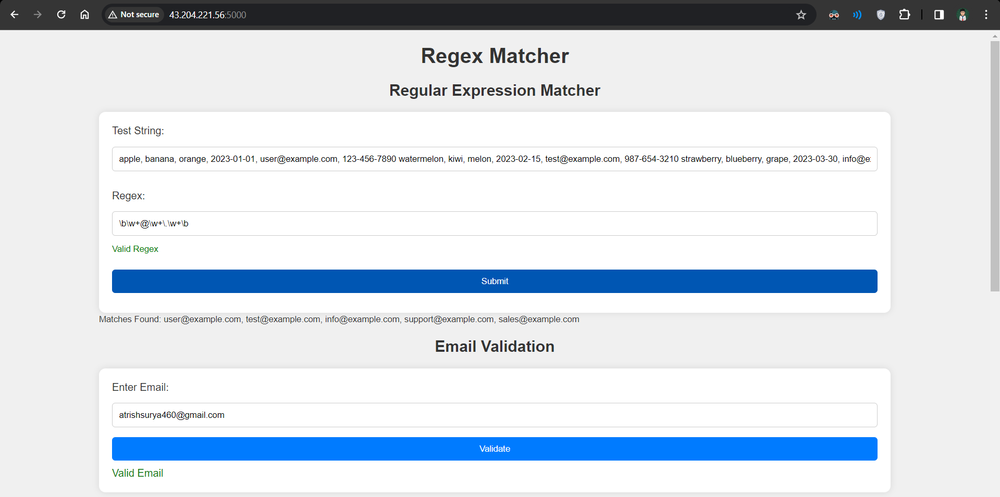 Not secure 43.204.221.56:5000
Regex Matcher
Regular Expression Matcher
Test String:
apple, banana, orange, 2023-01-01, user@example.com, 123-456-7890 watermelon, kiwi, melon, 2023-02-15, test@example.com, 987-654-3210 strawberry, blueberry, grape, 2023-03-30, info@e
Regex:
\b\w+@\w+\.\w+\b
Valid Regex
Submit
Matches Found: user@example.com, test@example.com, info@example.com, support@example.com, sales@example.com
Email Validation
Enter Email:
atrishsurya460@gmail.com
Validate
Valid Email